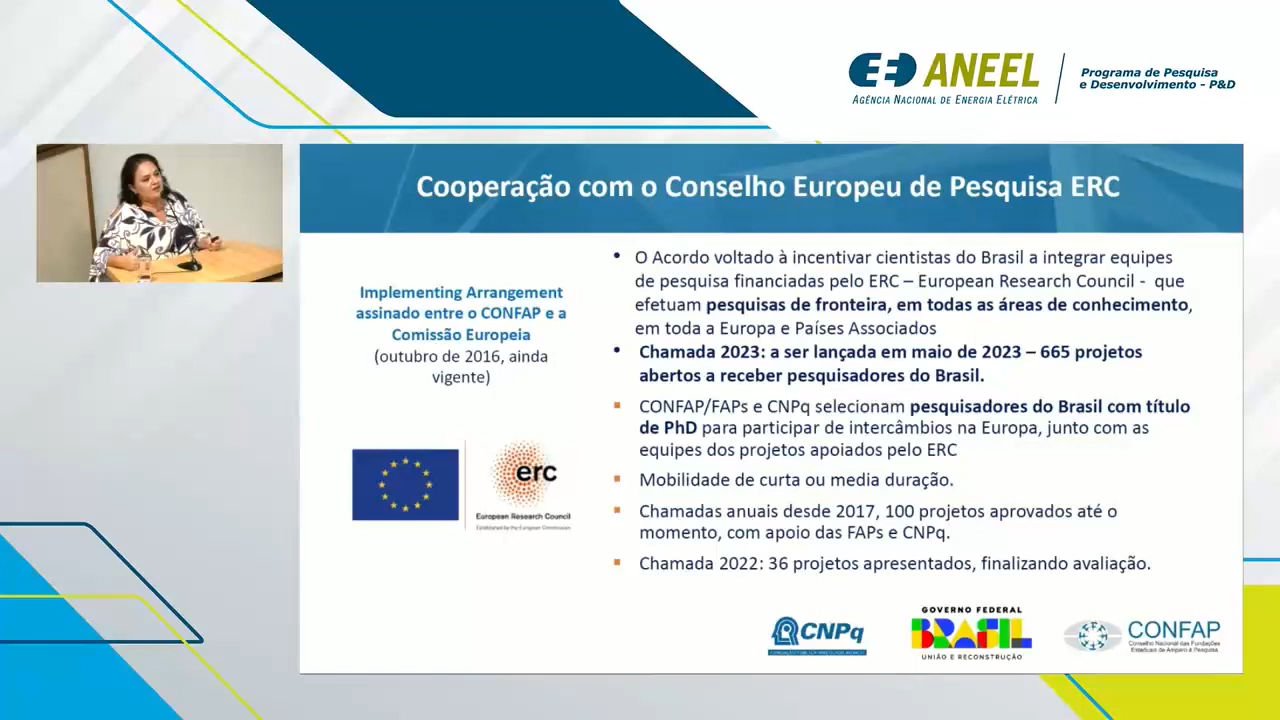 ANEEL
AGÊNCIA NACIONAL DE ENERGIA ELÉTRICA
Programa de Pesquisa
e Desenvolvimento - P&D
Cooperação com o Conselho Europeu de Pesquisa ERC
Implementing Arrangement
assinado entre o CONFAP e a
Comissão Europeia
(outubro de 2016, ainda
vigente)
erc
European Research Council
Established by the European Commission
• O Acordo voltado à incentivar cientistas do Brasil a integrar equipes
de pesquisa financiadas pelo ERC – European Research Council - que
efetuam pesquisas de fronteira, em todas as áreas de conhecimento,
em toda a Europa e Países Associados
• Chamada 2023: a ser lançada em maio de 2023 – 665 projetos
abertos a receber pesquisadores do Brasil.
▪ CONFAP/FAPs e CNPq selecionam pesquisadores do Brasil com título
de PhD para participar de intercâmbios na Europa, junto com as
equipes dos projetos apoiados pelo ERC
▪ Mobilidade de curta ou media duração.
▪ Chamadas anuais desde 2017, 100 projetos aprovados até o
momento, com apoio das FAPs e CNPq.
▪ Chamada 2022: 36 projetos apresentados, finalizando avaliação.
CNPq
GOVERNO FEDERAL
BRASIL
UNIÃO E RECONSTRUÇÃO
CONFAP
Conselho Nacional das Fundações
Estaduais de Amparo à Pesquisa